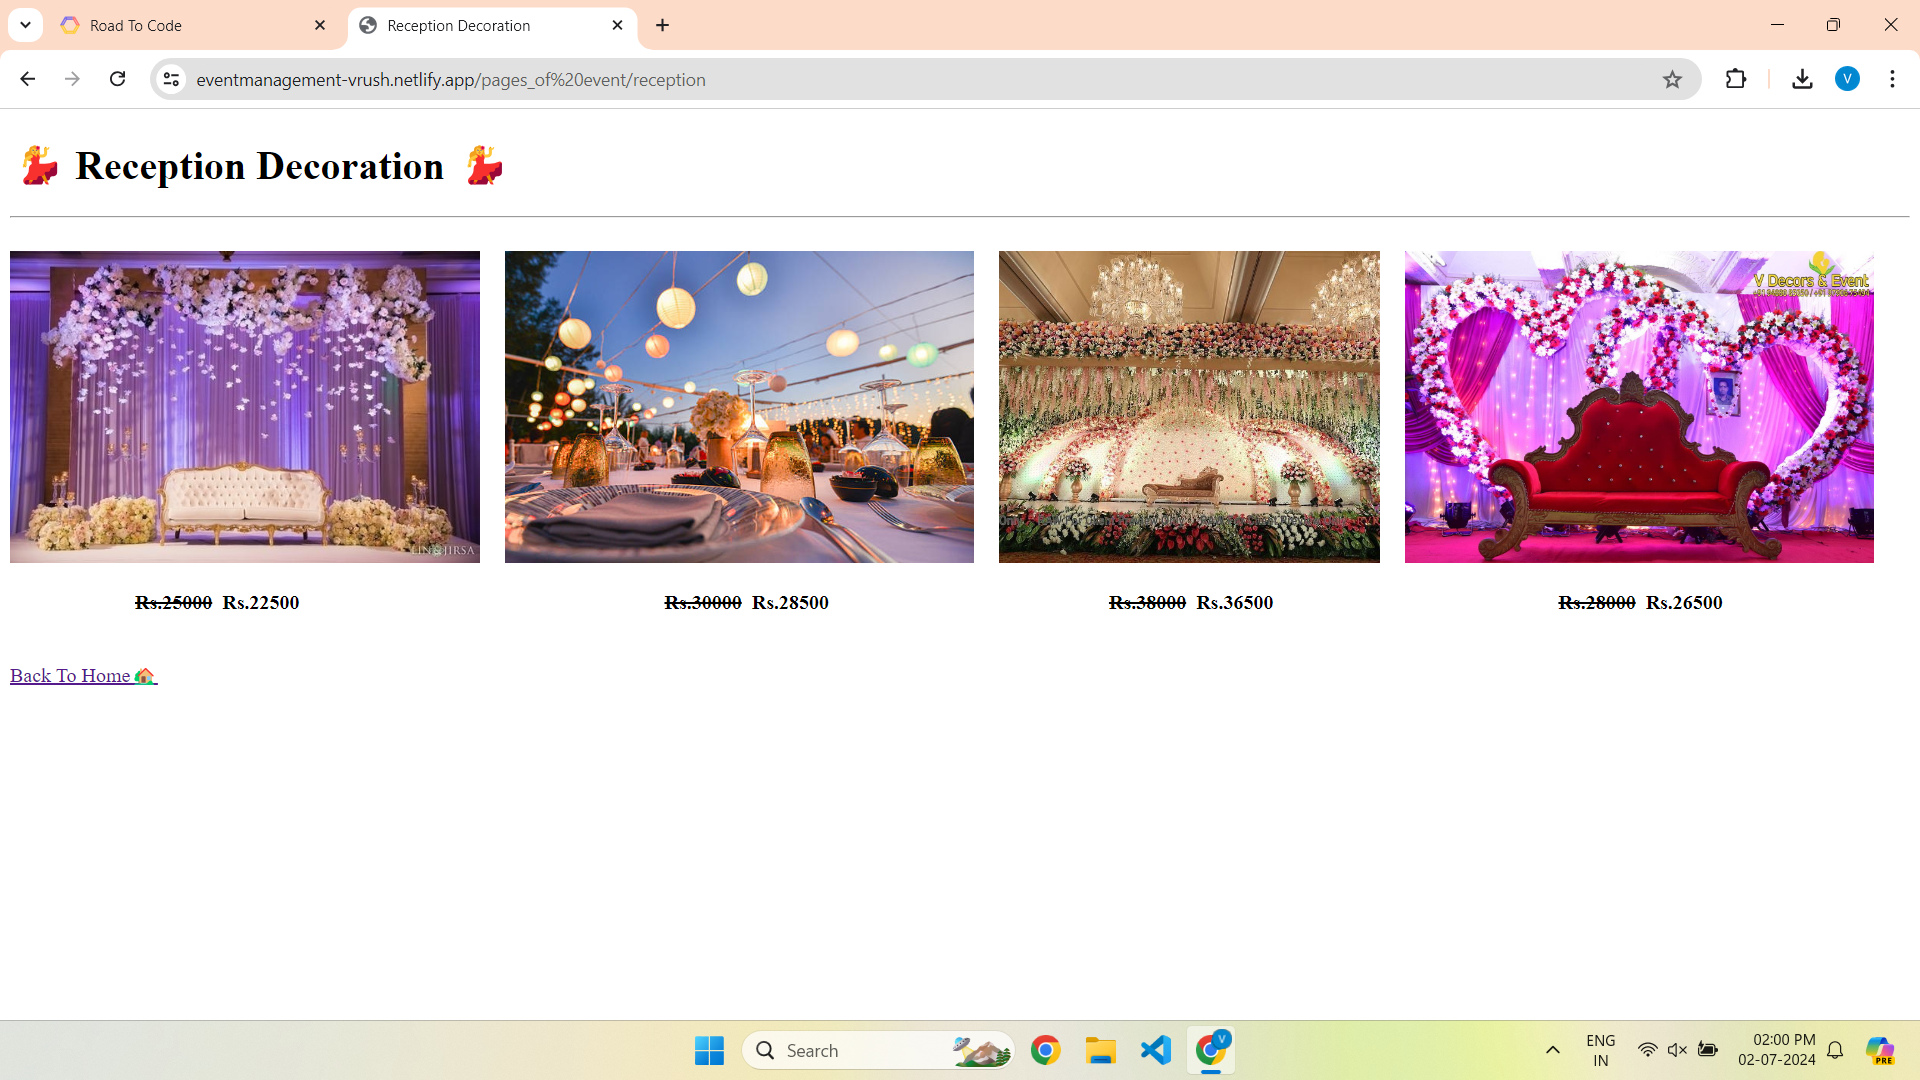 Road To Code
Reception Decoration
eventmanagement-vrush.netlify.app/pages_of%20event/reception
V
Reception Decoration
LIN & JIRSA
V Decors & Event
Rs.25000 Rs.22500
Rs.30000 Rs.28500
Rs.38000 Rs.36500
Rs.28000 Rs.26500
Back To Home
Search
V
ENG
IN
02:00 PM
02-07-2024
PRE